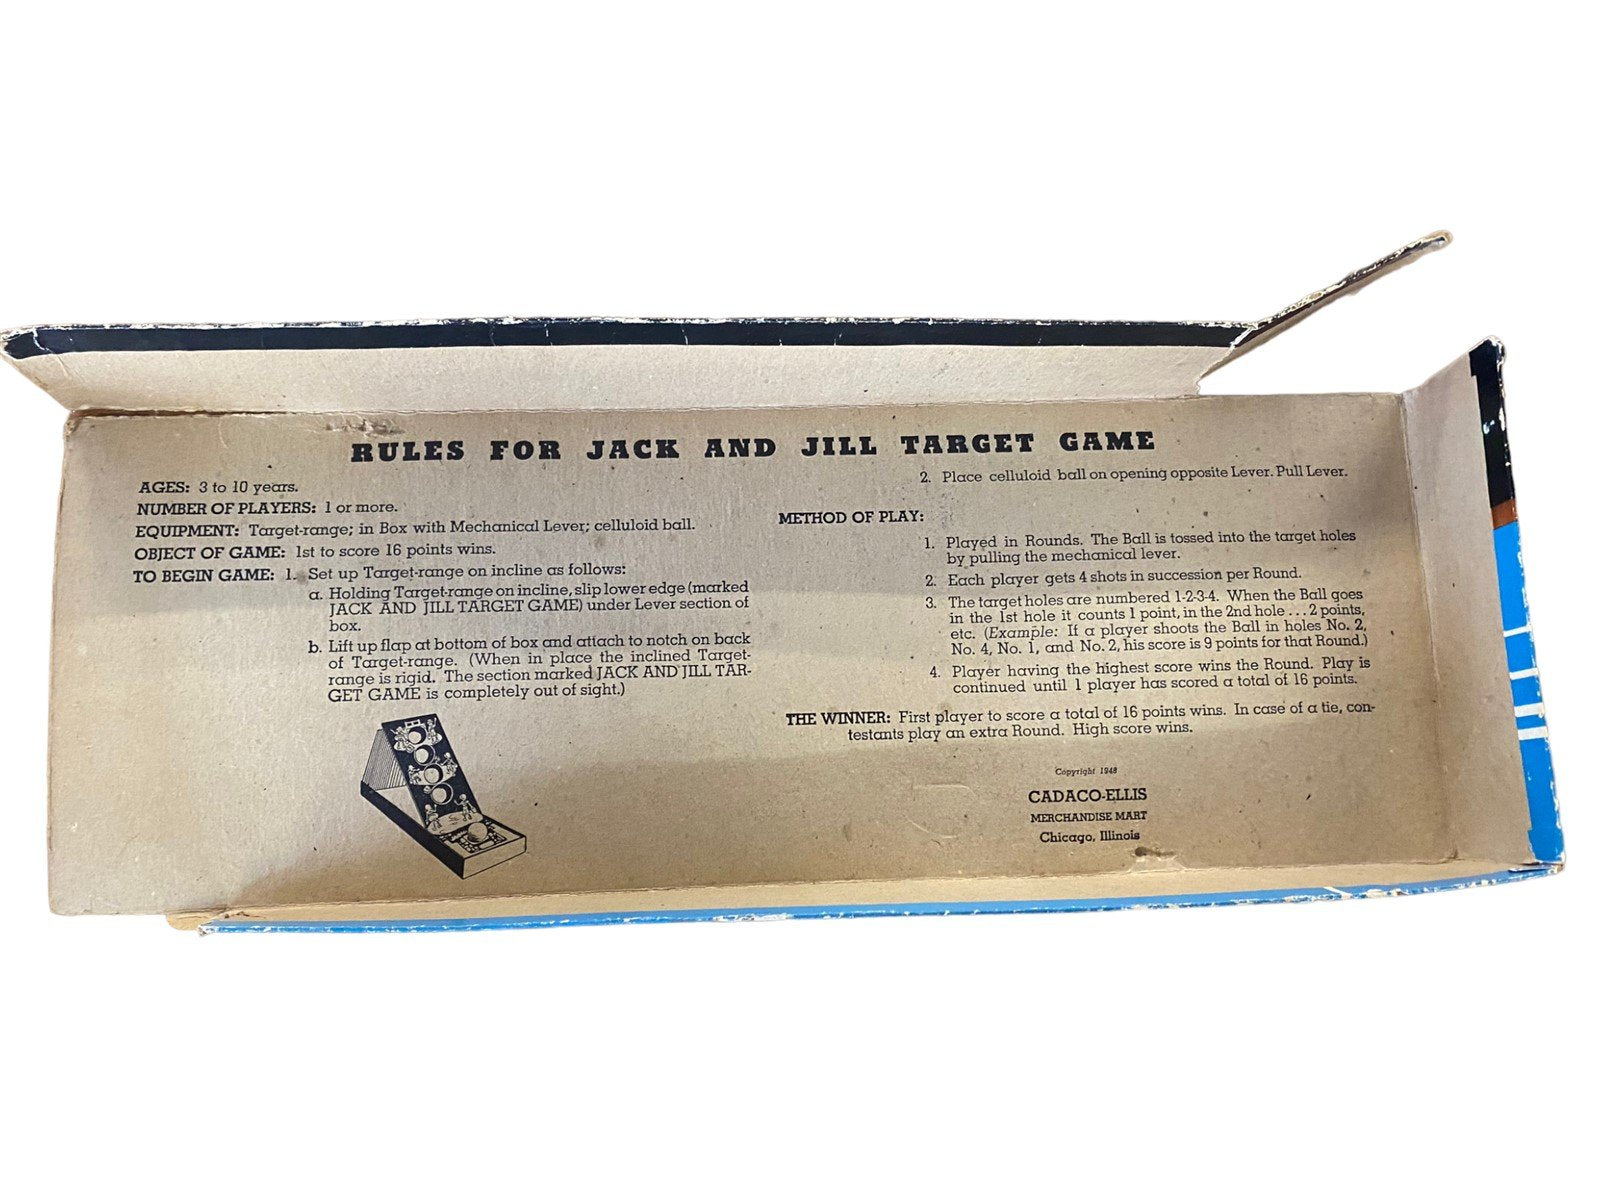 RULES FOR JACK AND JILL TARGET GAME
AGES: 3 to 10 years.
NUMBER OF PLAYERS: 1 or more.
EQUIPMENT: Target-range; in Box with Mechanical Lever; celluloid ball.
OBJECT OF GAME: 1st to score 16 points wins.
TO BEGIN GAME: 1. Set up Target-range on incline as follows:
a. Holding Target-range on incline, slip lower edge (marked
JACK AND JILL TARGET GAME) under Lever section of
box.
b. Lift up flap at bottom of box and attach to notch on back
of Target-range. (When in place the inclined Target-
range is rigid. The section marked JACK AND JILL TAR-
GET GAME is completely out of sight.)
2. Place celluloid ball on opening opposite Lever. Pull Lever.
METHOD OF PLAY:
1. Played in Rounds. The Ball is tossed into the target holes
by pulling the mechanical lever.
2. Each player gets 4 shots in succession per Round.
3. The target holes are numbered 1-2-3-4. When the Ball goes
in the 1st hole it counts 1 point, in the 2nd hole . . . 2 points,
etc. (Example: If a player shoots the Ball in holes No. 2,
No. 4, No. 1, and No. 2, his score is 9 points for that Round.)
4. Player having the highest score wins the Round. Play is
continued until 1 player has scored a total of 16 points.
THE WINNER: First player to score a total of 16 points wins. In case of a tie, con-
testants play an extra Round. High score wins.
Copyright 1948
CADACO-ELLIS
MERCHANDISE MART
Chicago, Illinois